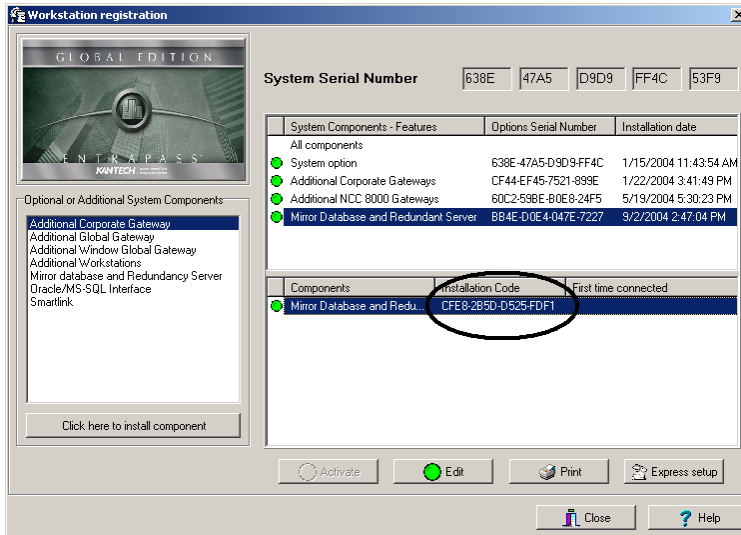 Workstation registration
GLOBAL EDITION
ENTRAPASS
KANTECH
System Serial Number 638E 47A5 D9D9 FF4C 53F9
System Components - Features Options Serial Number Installation date
All components
System option 638E-47A5-D9D9-FF4C 1/15/2004 11:43:54 AM
Additional Corporate Gateways CF44-EF45-7521-899E 1/22/2004 3:41:49 PM
Additional NCC 8000 Gateways 60C2-59BE-B0E8-24F5 5/19/2004 5:30:23 PM
Mirror Database and Redundant Server BB4E-D0E4-047E-7227 9/2/2004 2:47:04 PM
Optional or Additional System Components
Additional Corporate Gateway
Additional Global Gateway
Additional Window Global Gateway
Additional Workstations
Mirror database and Redundancy Server
Oracle/MS-SQL Interface
Smartlink
Click here to install component
Components Installation Code First time connected
Mirror Database and Redu... CFE8-2B5D-D525-FDF1
Activate Edit Print Express setup
Close Help